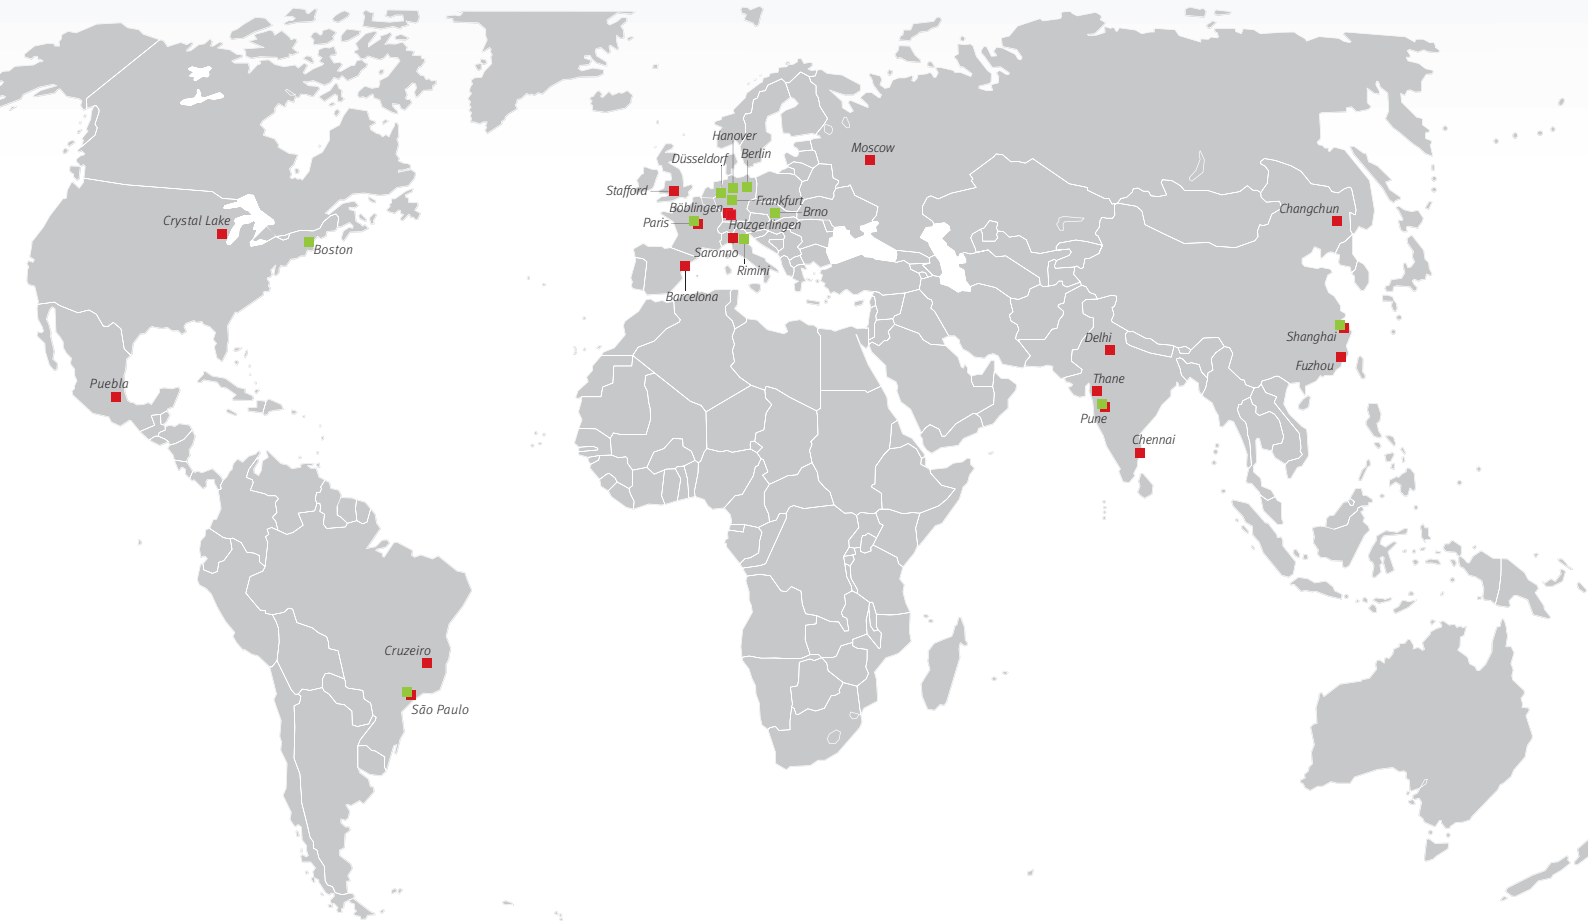 Hanover
Moscow
Berlin
Düsseldorf
Stafford
Frankfurt
Böblingen
Brno
Changchun
Crystal Lake
Paris
Holzgerlingen
Boston
Saronno
Rimini
Barcelona
Shanghai
Delhi
Fuzhou
Thane
Puebla
Pune
Chennai
Cruzeiro
São Paulo